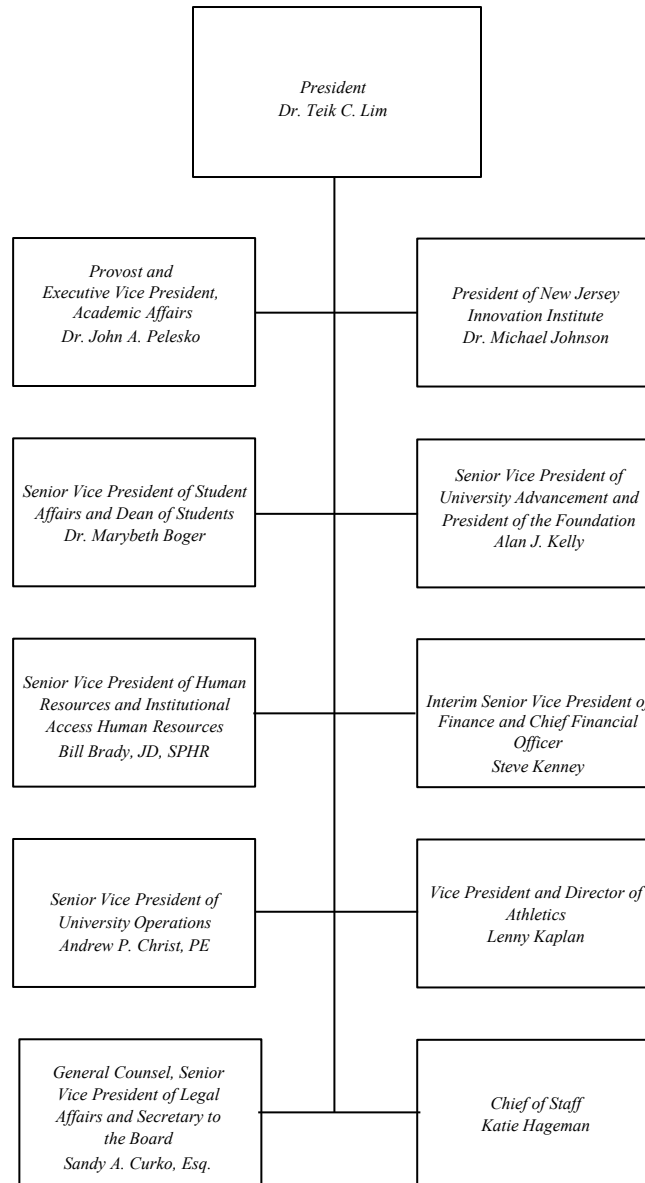 President
Dr. Teik C. Lim
Provost and
Executive Vice President,
Academic Affairs
Dr. John A. Pelesko
President of New Jersey
Innovation Institute
Dr. Michael Johnson
Senior Vice President of Student
Affairs and Dean of Students
Dr. Marybeth Boger
Senior Vice President of
University Advancement and
President of the Foundation
Alan J. Kelly
Senior Vice President of Human
Resources and Institutional
Access Human Resources
Bill Brady, JD, SPHR
Interim Senior Vice President of
Finance and Chief Financial
Officer
Steve Kenney
Senior Vice President of
University Operations
Andrew P. Christ, PE
Vice President and Director of
Athletics
Lenny Kaplan
General Counsel, Senior
Vice President of Legal
Affairs and Secretary to
the Board
Sandy A. Curko, Esq.
Chief of Staff
Katie Hageman